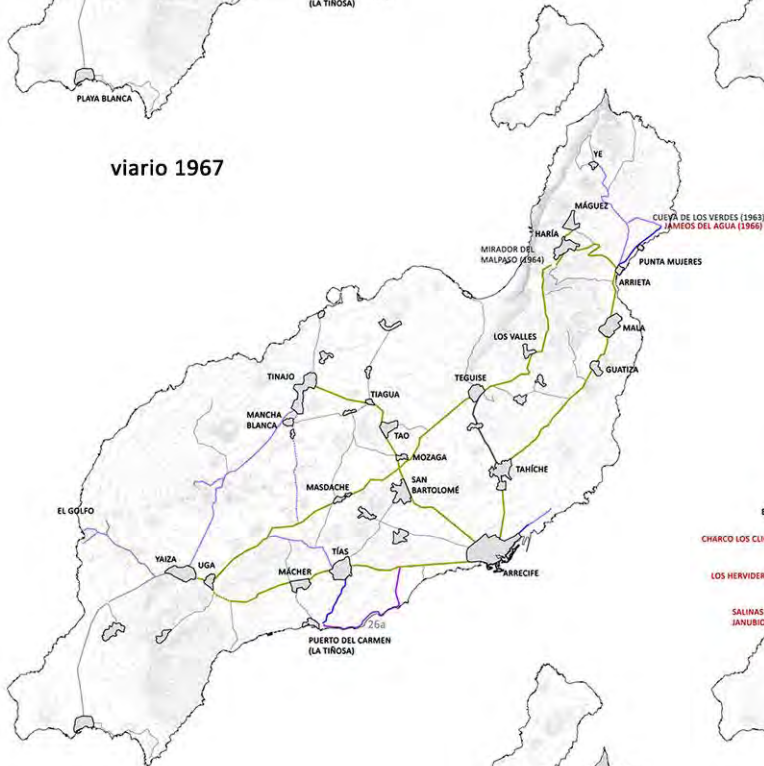 (LA TIÑOSA)
PLAYA BLANCA
viario 1967
YE
MÁGUEZ
CUEVA DE LOS VERDES (1963)
JAMEOS DEL AGUA (1966)
HARÍA
MIRADOR DEL
MALPASO (1964)
PUNTA MUJERES
ARRIETA
MALA
LOS VALLES
GUATIZA
TINAJO
TEGUISE
TIAGUA
MANCHA
BLANCA
TAO
MOZAGA
TAHÍCHE
MASDACHE
SAN
BARTOLOMÉ
EL GOLFO
CHARCO LOS CLI
YAIZA
UGA
TÍAS
MÁCHER
ARRECIFE
LOS HERVIDER
SALINAS
JANUBIO
26a
PUERTO DEL CARMEN
(LA TIÑOSA)